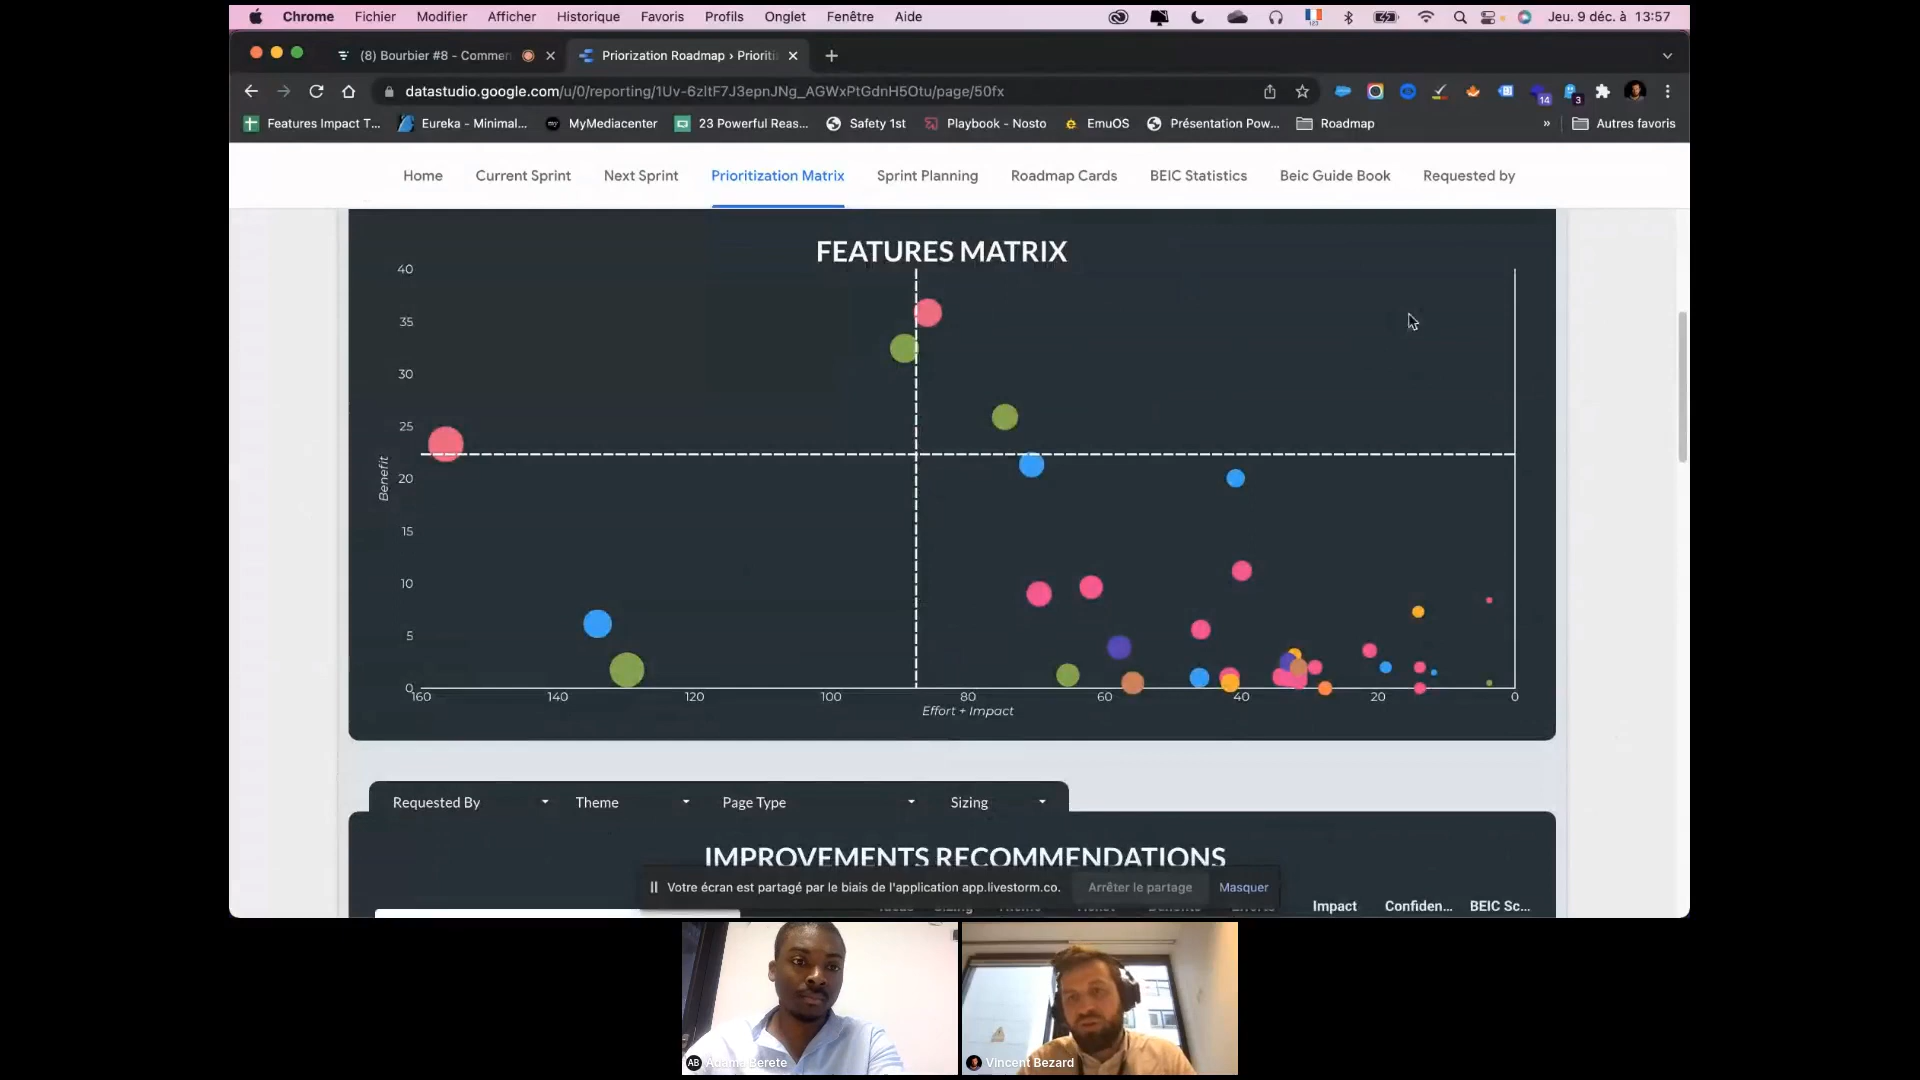 Chrome Fichier Modifier Afficher Historique Favoris Profils Onglet Fenêtre Aide Jeu. 9 déc. à 13:57
(8) Bourbier #8 - Commen Priorization Roadmap › Prioriti
datastudio.google.com/u/0/reporting/1Uv-6zltF7J3epnJNg_AGWxPtGdnH5Otu/page/50fx 14 3
Features Impact T... Eureka - Minimal... MyMediacenter 23 Powerful Reas... Safety 1st Playbook - Nosto EmuOS Présentation Pow... Roadmap » Autres favoris
Home Current Sprint Next Sprint Prioritization Matrix Sprint Planning Roadmap Cards BEIC Statistics Beic Guide Book Requested by
FEATURES MATRIX
40
35
30
25
20
15
10
5
0
Benefit
160 140 120 100 80 60 40 20 0
Effort + Impact
Requested By Theme Page Type Sizing
IMPROVEMENTS RECOMMENDATIONS
Votre écran est partagé par le biais de l'application app.livestorm.co. Arrêter le partage Masquer
Impact Confiden... BEIC Sc...
AB Adama Berete Vincent Bezard